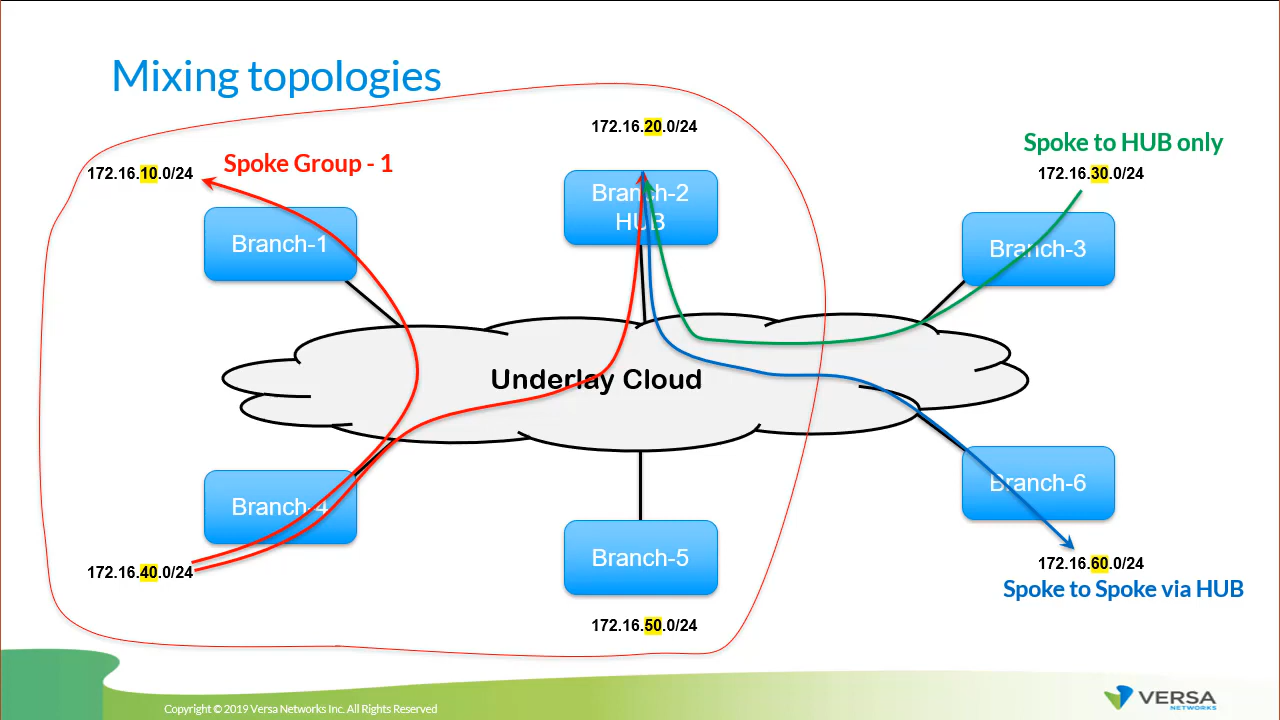 Mixing topologies
172.16.20.0/24
Spoke to HUB only
172.16.10.0/24
Spoke Group - 1
172.16.30.0/24
Branch-2
HUB
Branch-1
Branch-3
Underlay Cloud
Branch-4
Branch-6
Branch-5
172.16.40.0/24
172.16.60.0/24
Spoke to Spoke via HUB
172.16.50.0/24
Copyright © 2019 Versa Networks Inc. All Rights Reserved
VERSA
NETWORKS